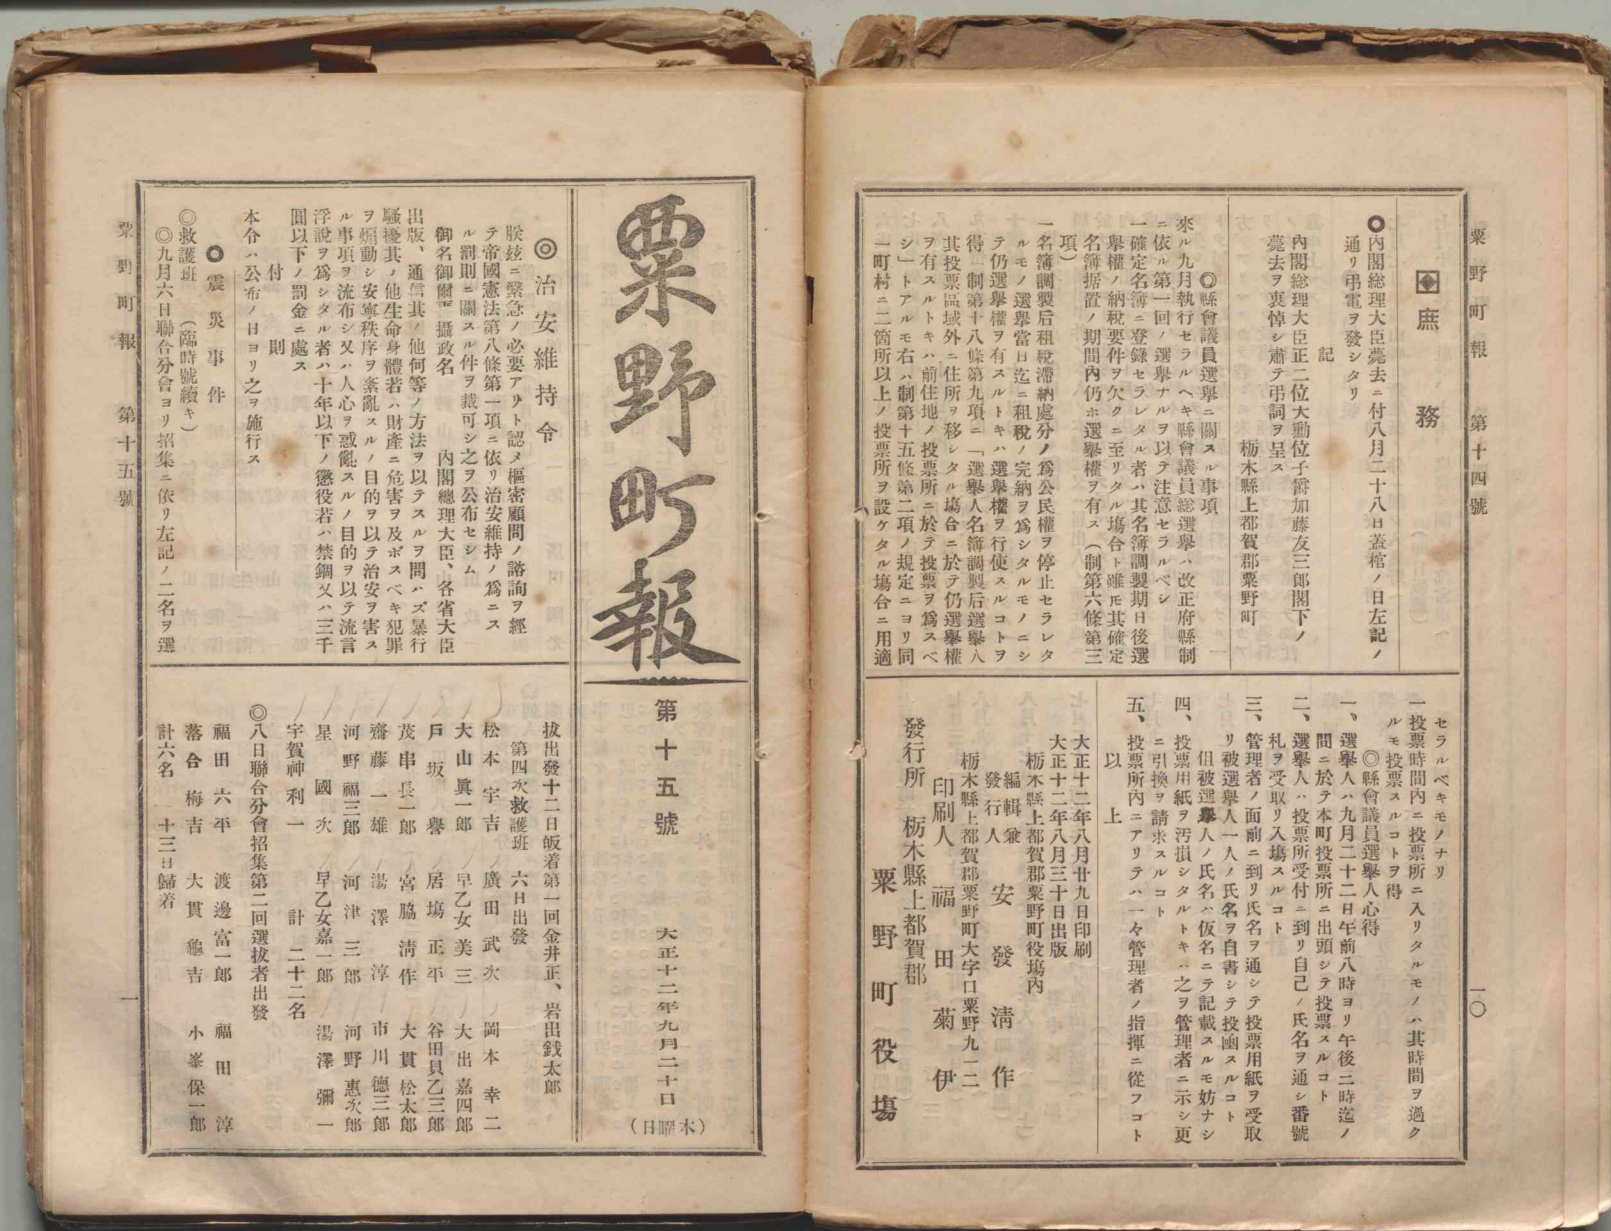 粟野町報　第十四號
一〇
庶務
内閣総理大臣薨去ニ付八月二十八日蓋棺ノ日左記ノ
通リ弔電ヲ發シタリ
記
内閣総理大臣正二位大勳位子爵加藤友三郎閣下ノ
薨去ヲ哀悼シ肅テ弔詞ヲ呈ス
栃木縣上都賀郡粟野町
◎縣會議員選擧ニ關スル事項
來ル九月執行セラルヘキ縣會議員総選擧ハ改正府縣制
ニ依ル第一回ノ選擧ナルヲ以テ注意セラルベシ
一確定名簿ニ登錄セラレタル者ハ其名簿調製期日後選
擧權ノ納稅要件ヲ欠クニ至リタル塲合ト雖モ其確定
名簿据置ノ期間内仍ホ選擧權ヲ有ス（制第六條第三
項）
一名簿調製后租稅滯納處分ノ爲公民權ヲ停止セラレタ
ルモノ選擧當日迄ニ租稅ノ完納ヲ爲シタルモノニシ
テ仍選擧權ヲ有スルトキハ選擧權ヲ行使スルコトヲ
得一制第十八條第九項ニ「選擧人名簿調製后選擧人
其投票區域外ニ住所ヲ移シタル塲合ニ於テ仍選擧權
ヲ有スルトキハ前住地ノ投票所ニ於テ投票ヲ爲スベ
シ」トアルモ右ハ制第十五條第二項ノ規定ニヨリ同
一町村ニ二箇所以上ノ投票所ヲ設ケタル塲合ニ用適
セラルベキモノナリ
一投票時間内ニ投票所ニ入リタルモノハ其時間ヲ過ク
ルモ投票スルコトヲ得
◎縣會議員選擧人心得
一、選擧人ハ九月二十二日午前八時ヨリ午後三時迄ノ
間ニ於テ本町投票所ニ出頭シテ投票スルコト
二、選擧人ハ投票所受付ニ到リ自己ノ氏名ヲ通シ番號
札ヲ受取リ入塲スルコト
三、管理者ノ面前ニ到リ氏名ヲ通シテ投票用紙ヲ受取
リ被選擧人一人ノ氏名ヲ自書シテ投凾スルコト
但被選擧人ノ氏名ハ仮名ニテ記載スルモ妨ナシ
四、投票用紙ヲ汚損シタルトキハ之ヲ管理者ニ示シ更
ニ引換ヲ請求スルコト
五、投票所内ニアリテハ一々管理者ノ指揮ニ從フコト
以上
大正十二年八月廿九日印刷
大正十二年八月三十日出版
栃木縣上都賀郡粟野町役塲内
編輯兼
發行人　安發淸作
栃木縣上都賀郡粟野町大字口粟野九一二
印刷人　福田菊伊
發行所　栃木縣上都賀郡
粟野町役塲
粟野町報
第十五號
大正十二年九月二十日
（木曜日）
◎治安維持令
朕玆ニ緊急ノ必要アリト認メ樞密顧問ノ諮詢ヲ經
テ帝國憲法第八條第一項ニ依リ治安維持ノ爲ニス
ル罰則ニ關スル件ヲ裁可シ之ヲ公布セシム
御名御璽　攝政名　内閣總理大臣、各省大臣
出版、通信其ノ他何等ノ方法ヲ以テスルヲ問ハズ暴行
騷擾其ノ他生命身體若ハ財產ニ危害ヲ及ボスベキ犯罪
ヲ煽動シ安寧秩序ヲ紊亂スルノ目的ヲ以テ治安ヲ害ス
ル事項ヲ流布シ又ハ人心ヲ惑亂スルノ目的ヲ以テ流言
浮說ヲ爲シタル者ハ十年以下ノ懲役若ハ禁錮又ハ三千
圓以下ノ罰金ニ處ス
付則
本令ハ公布ノ日ヨリ之ヲ施行ス
震災事件
◎救護班　（臨時號續キ）
◎九月六日聯合分會ヨリ招集ニ依リ左記ノ二名ヲ選
拔出發十二日皈着第一回金井正、岩出銭太郎
第四次救護班　六日出發
松本宇吉　廣田武次　岡本幸二
大山眞一郎　早乙女美三　大出嘉四郎
戸坂　譽　居塲正平　谷田貝乙三郎
茂串長一郎　宮脇淸作　大貫松太郎
齋藤一雄　湯澤淳　市川德三郎
河野福三郎　河津三郎　河野惠次郎
星國次　早乙女嘉一郎　湯澤彌一
宇賀神利一　計　二十二名
◎八日聯合分會招集第二回選拔者出發
福田六平　渡邊富一郎　福田淳
落合梅吉　大貫龜吉　小峯保一郎
計六名　十三日歸着
粟野町報　第十五號
一